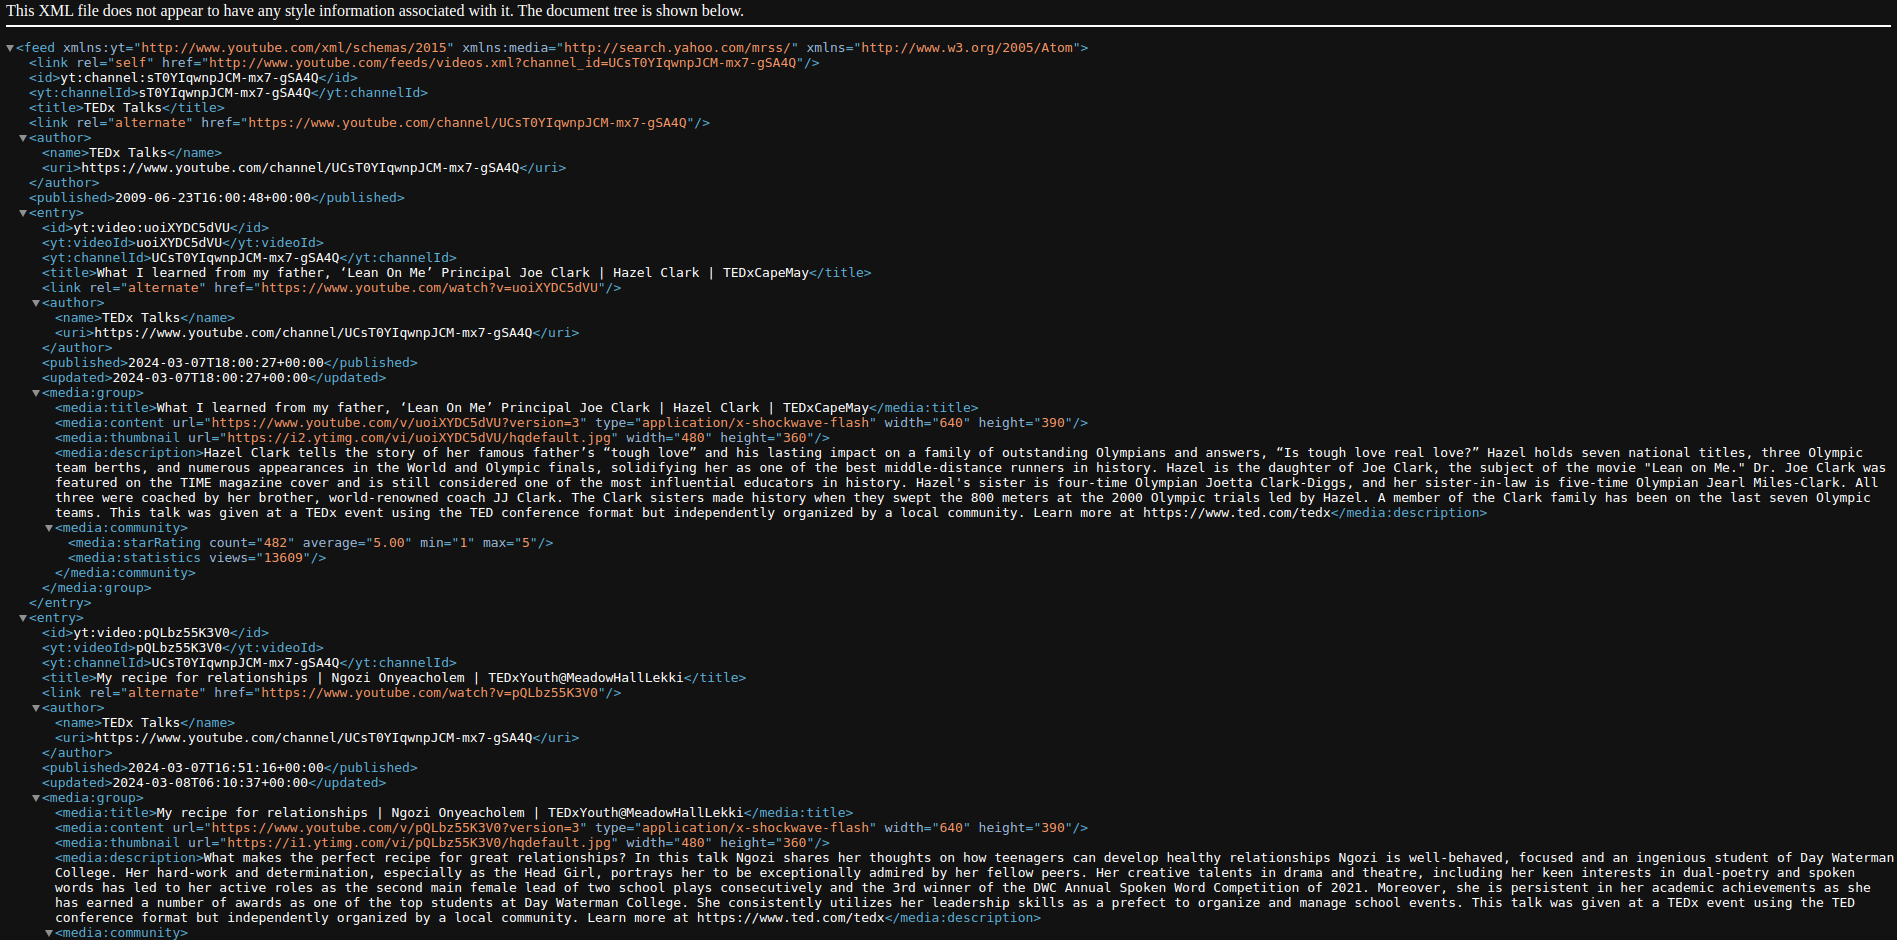 This XML file does not appear to have any style information associated with it. The document tree is shown below.
▼<feed xmlns:yt="http://www.youtube.com/xml/schemas/2015" xmlns:media="http://search.yahoo.com/mrss/" xmlns="http://www.w3.org/2005/Atom">
<link rel="self" href="http://www.youtube.com/feeds/videos.xml?channel_id=UCsT0YIqwnpJCM-mx7-gSA4Q"/>
<id>yt:channel:sT0YIqwnpJCM-mx7-gSA4Q</id>
<yt:channelId>sT0YIqwnpJCM-mx7-gSA4Q</yt:channelId>
<title>TEDx Talks</title>
<link rel="alternate" href="https://www.youtube.com/channel/UCsT0YIqwnpJCM-mx7-gSA4Q"/>
▼<author>
<name>TEDx Talks</name>
<uri>https://www.youtube.com/channel/UCsT0YIqwnpJCM-mx7-gSA4Q</uri>
</author>
<published>2009-06-23T16:00:48+00:00</published>
▼<entry>
<id>yt:video:uoiXYDC5dVU</id>
<yt:videoId>uoiXYDC5dVU</yt:videoId>
<yt:channelId>UCsT0YIqwnpJCM-mx7-gSA4Q</yt:channelId>
<title>What I learned from my father, ‘Lean On Me’ Principal Joe Clark | Hazel Clark | TEDxCapeMay</title>
<link rel="alternate" href="https://www.youtube.com/watch?v=uoiXYDC5dVU"/>
▼<author>
<name>TEDx Talks</name>
<uri>https://www.youtube.com/channel/UCsT0YIqwnpJCM-mx7-gSA4Q</uri>
</author>
<published>2024-03-07T18:00:27+00:00</published>
<updated>2024-03-07T18:00:27+00:00</updated>
▼<media:group>
<media:title>What I learned from my father, ‘Lean On Me’ Principal Joe Clark | Hazel Clark | TEDxCapeMay</media:title>
<media:content url="https://www.youtube.com/v/uoiXYDC5dVU?version=3" type="application/x-shockwave-flash" width="640" height="390"/>
<media:thumbnail url="https://i2.ytimg.com/vi/uoiXYDC5dVU/hqdefault.jpg" width="480" height="360"/>
<media:description>Hazel Clark tells the story of her famous father’s “tough love” and his lasting impact on a family of outstanding Olympians and answers, “Is tough love real love?” Hazel holds seven national titles, three Olympic
team berths, and numerous appearances in the World and Olympic finals, solidifying her as one of the best middle-distance runners in history. Hazel is the daughter of Joe Clark, the subject of the movie "Lean on Me." Dr. Joe Clark was
featured on the TIME magazine cover and is still considered one of the most influential educators in history. Hazel's sister is four-time Olympian Joetta Clark-Diggs, and her sister-in-law is five-time Olympian Jearl Miles-Clark. All
three were coached by her brother, world-renowned coach JJ Clark. The Clark sisters made history when they swept the 800 meters at the 2000 Olympic trials led by Hazel. A member of the Clark family has been on the last seven Olympic
teams. This talk was given at a TEDx event using the TED conference format but independently organized by a local community. Learn more at https://www.ted.com/tedx</media:description>
▼<media:community>
<media:starRating count="482" average="5.00" min="1" max="5"/>
<media:statistics views="13609"/>
</media:community>
</media:group>
</entry>
▼<entry>
<id>yt:video:pQLbz55K3V0</id>
<yt:videoId>pQLbz55K3V0</yt:videoId>
<yt:channelId>UCsT0YIqwnpJCM-mx7-gSA4Q</yt:channelId>
<title>My recipe for relationships | Ngozi Onyeacholem | TEDxYouth@MeadowHallLekki</title>
<link rel="alternate" href="https://www.youtube.com/watch?v=pQLbz55K3V0"/>
▼<author>
<name>TEDx Talks</name>
<uri>https://www.youtube.com/channel/UCsT0YIqwnpJCM-mx7-gSA4Q</uri>
</author>
<published>2024-03-07T16:51:16+00:00</published>
<updated>2024-03-08T06:10:37+00:00</updated>
▼<media:group>
<media:title>My recipe for relationships | Ngozi Onyeacholem | TEDxYouth@MeadowHallLekki</media:title>
<media:content url="https://www.youtube.com/v/pQLbz55K3V0?version=3" type="application/x-shockwave-flash" width="640" height="390"/>
<media:thumbnail url="https://i1.ytimg.com/vi/pQLbz55K3V0/hqdefault.jpg" width="480" height="360"/>
<media:description>What makes the perfect recipe for great relationships? In this talk Ngozi shares her thoughts on how teenagers can develop healthy relationships Ngozi is well-behaved, focused and an ingenious student of Day Waterman
College. Her hard-work and determination, especially as the Head Girl, portrays her to be exceptionally admired by her fellow peers. Her creative talents in drama and theatre, including her keen interests in dual-poetry and spoken
words has led to her active roles as the second main female lead of two school plays consecutively and the 3rd winner of the DWC Annual Spoken Word Competition of 2021. Moreover, she is persistent in her academic achievements as she
has earned a number of awards as one of the top students at Day Waterman College. She consistently utilizes her leadership skills as a prefect to organize and manage school events. This talk was given at a TEDx event using the TED
conference format but independently organized by a local community. Learn more at https://www.ted.com/tedx</media:description>
▼<media:community>